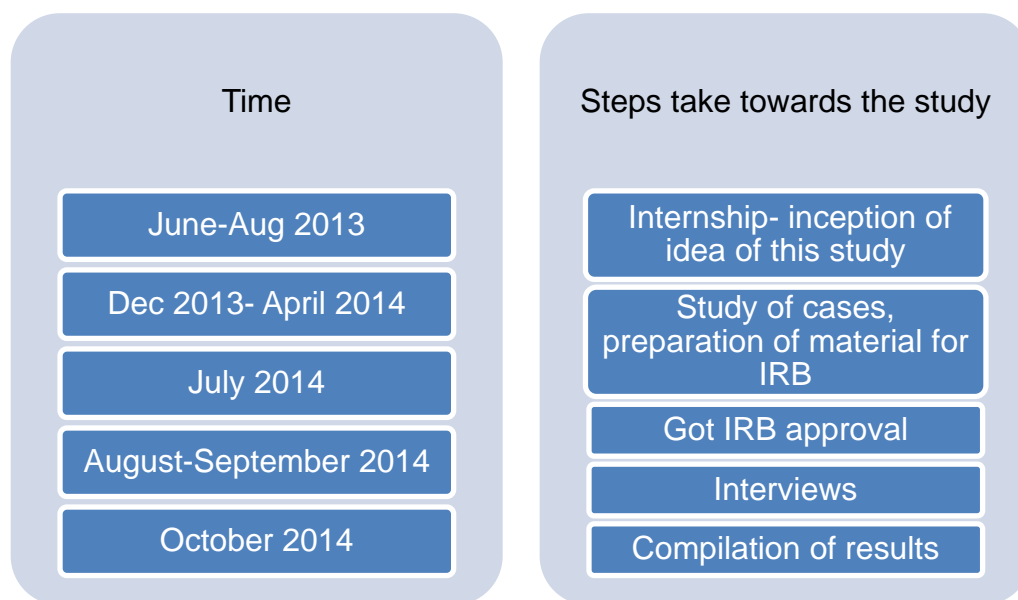 Time
June-Aug 2013
Dec 2013- April 2014
July 2014
August-September 2014
October 2014
Steps take towards the study
Internship- inception of
idea of this study
Study of cases,
preparation of material for
IRB
Got IRB approval
Interviews
Compilation of results